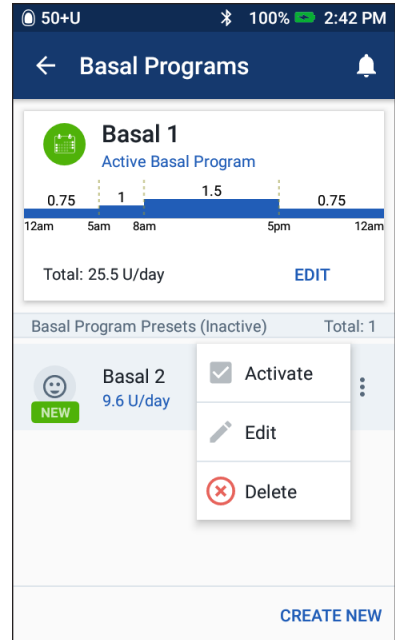 50+U 100% 2:42 PM
Basal Programs
Basal 1
Active Basal Program
0.75 1 1.5 0.75
12am 5am 8am 5pm 12am
Total: 25.5 U/day EDIT
Basal Program Presets (Inactive) Total: 1
Basal 2
9.6 U/day
NEW
Activate
Edit
Delete
CREATE NEW